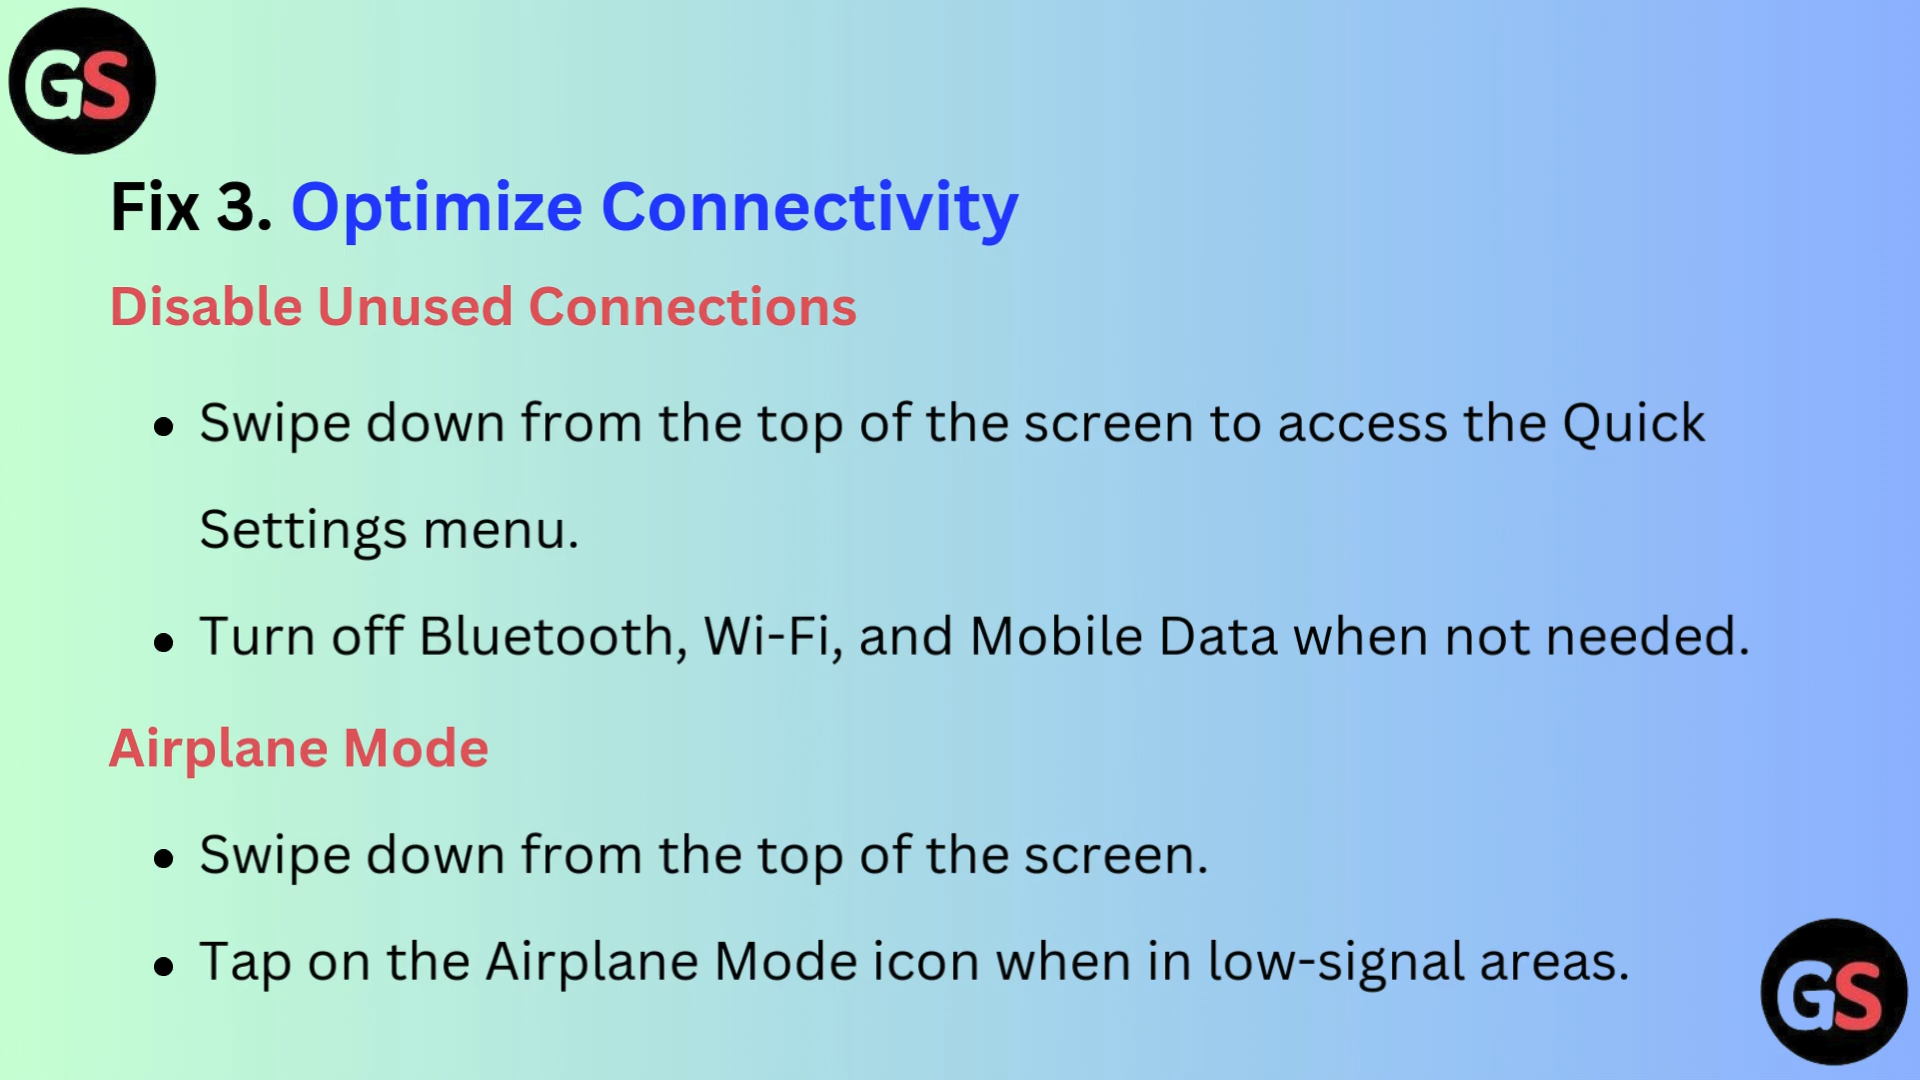 GS
Fix 3. Optimize Connectivity
Disable Unused Connections
• Swipe down from the top of the screen to access the Quick
Settings menu.
• Turn off Bluetooth, Wi-Fi, and Mobile Data when not needed.
Airplane Mode
• Swipe down from the top of the screen.
• Tap on the Airplane Mode icon when in low-signal areas.
GS